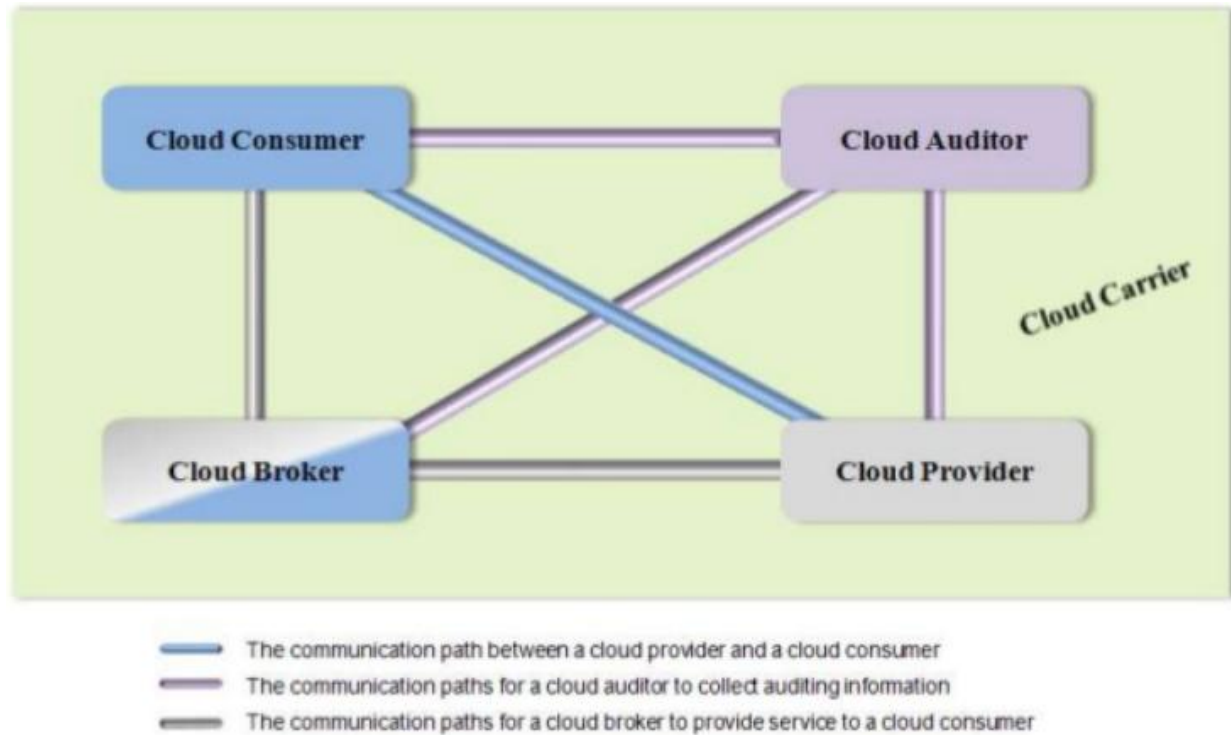 Cloud Consumer
Cloud Auditor
Cloud Carrier
Cloud Broker
Cloud Provider
The communication path between a cloud provider and a cloud consumer
The communication paths for a cloud auditor to collect auditing information
The communication paths for a cloud broker to provide service to a cloud consumer